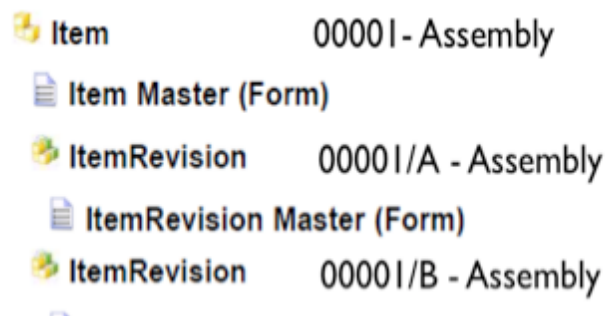 Item 00001- Assembly
Item Master (Form)
ItemRevision 00001/A - Assembly
ItemRevision Master (Form)
ItemRevision 00001/B - Assembly